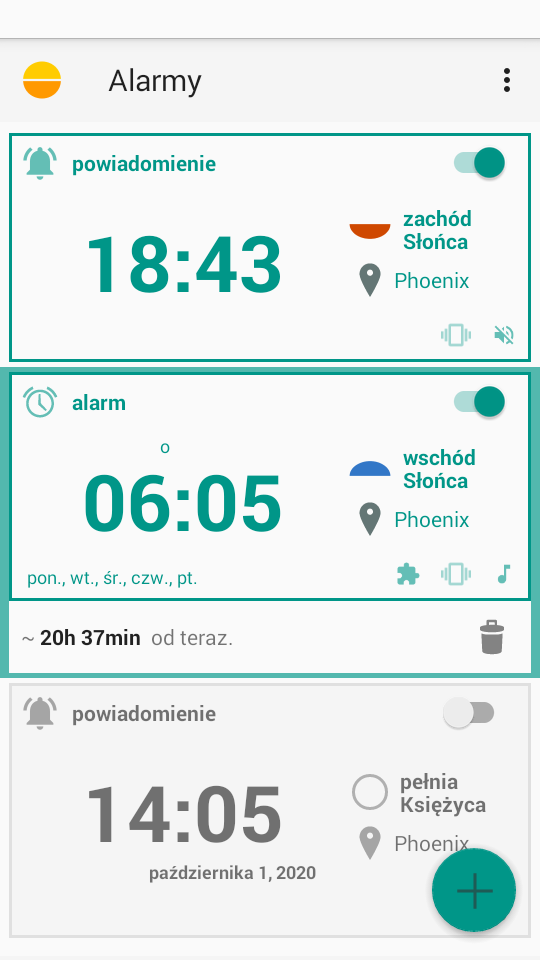 Alarmy
powiadomienie
18:43
zachód
Słońca
Phoenix
alarm
o
06:05
wschód
Słońca
Phoenix
pon., wt., śr., czw., pt.
~ 20h 37min od teraz.
powiadomienie
14:05
pełnia
Księżyca
Phoenix
października 1, 2020